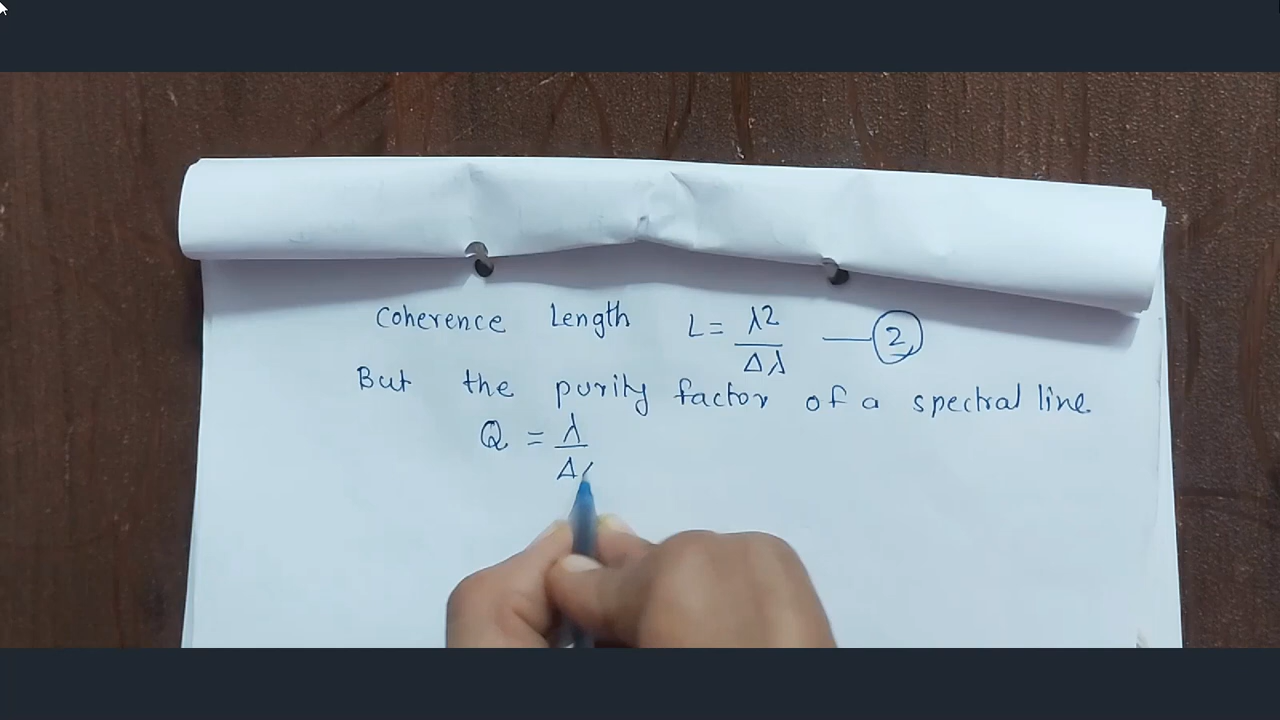 Coherence Length L = λ2 / Δλ — 2
But the purity factor of a spectral line
Q = λ / Δ